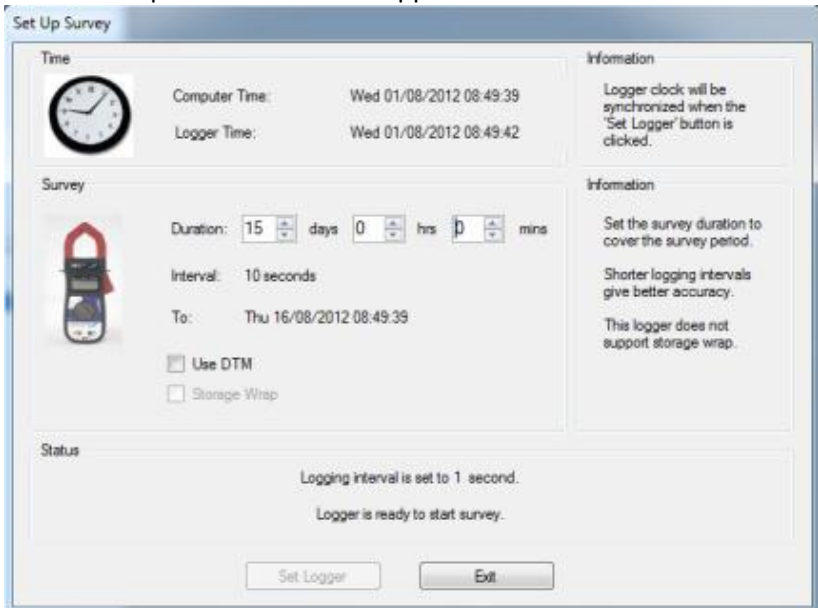 Set Up Survey
Time
Computer Time: Wed 01/08/2012 08:49:39
Logger Time: Wed 01/08/2012 08:49:42
Information
Logger clock will be
synchronized when the
'Set Logger' button is
clicked.
Survey
Duration: 15 days 0 hrs 0 mins
Interval: 10 seconds
To: Thu 16/08/2012 08:49:39
Use DTM
Storage Wrap
Information
Set the survey duration to
cover the survey period.
Shorter logging intervals
give better accuracy.
This logger does not
support storage wrap.
Status
Logging interval is set to 1 second.
Logger is ready to start survey.
Set Logger Exit